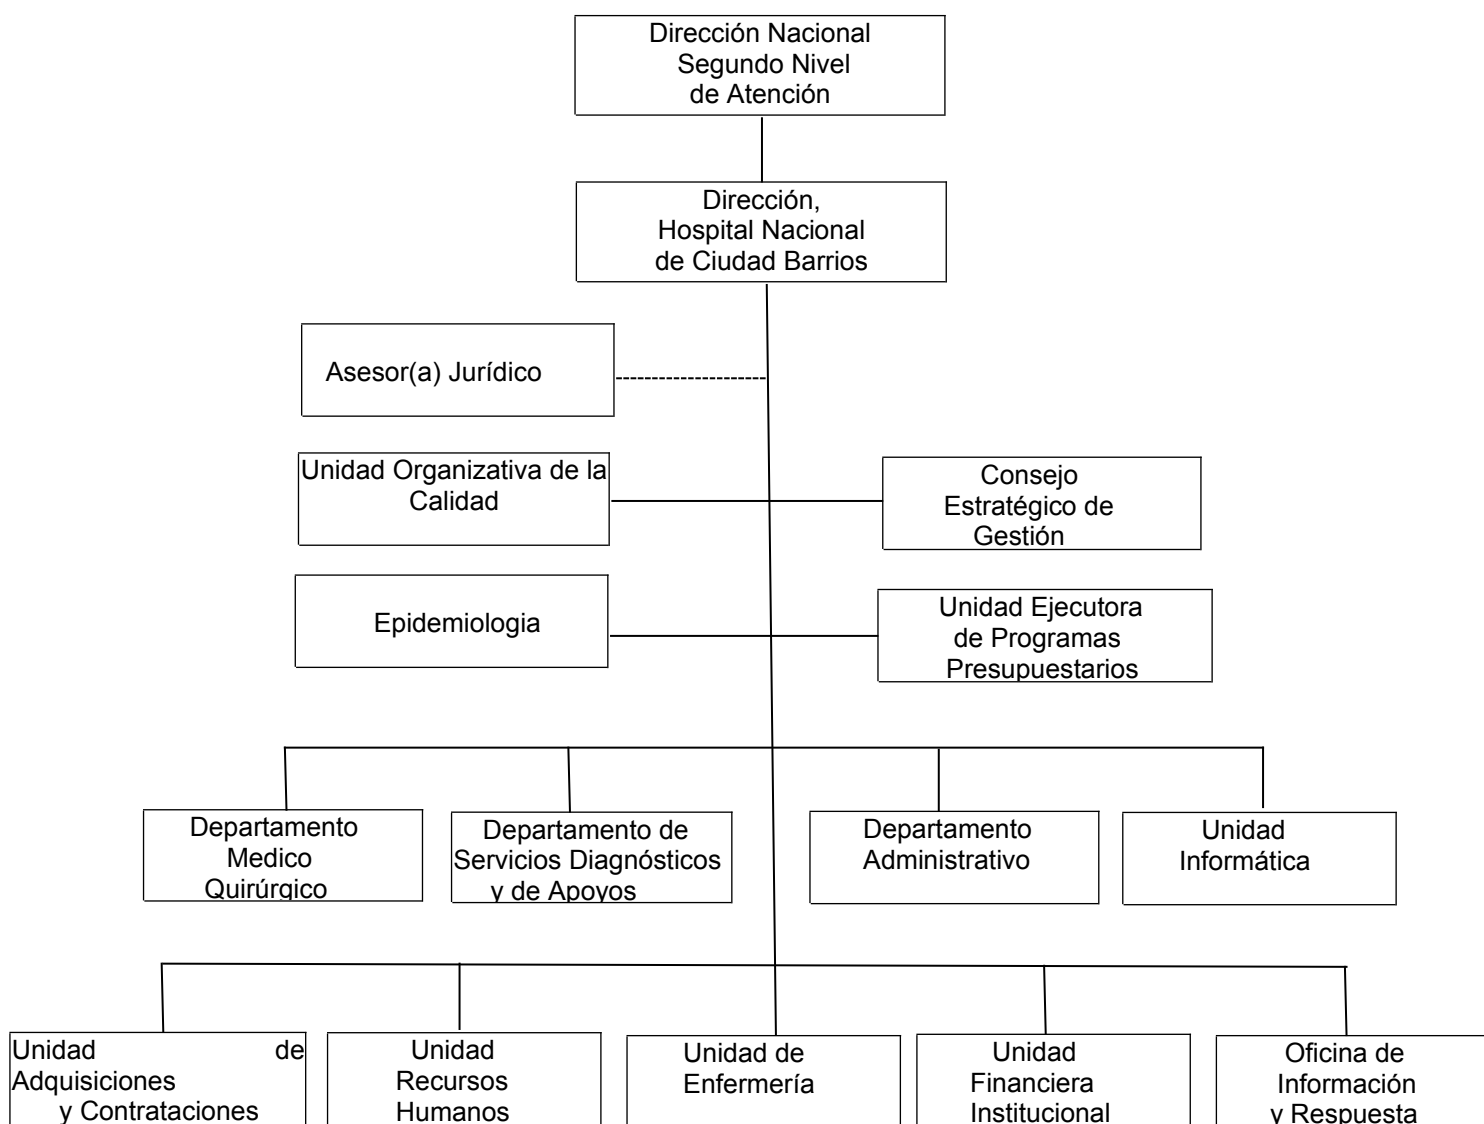 Dirección Nacional
Segundo Nivel
de Atención
Dirección,
Hospital Nacional
de Ciudad Barrios
Asesor(a) Jurídico
Unidad Organizativa de la
Calidad
Consejo
Estratégico de
Gestión
Epidemiologia
Unidad Ejecutora
de Programas
Presupuestarios
Departamento
Medico
Quirúrgico
Departamento de
Servicios Diagnósticos
y de Apoyos
Departamento
Administrativo
Unidad
Informática
Unidad de
Adquisiciones
y Contrataciones
Unidad
Recursos
Humanos
Unidad de
Enfermería
Unidad
Financiera
Institucional
Oficina de
Información
y Respuesta